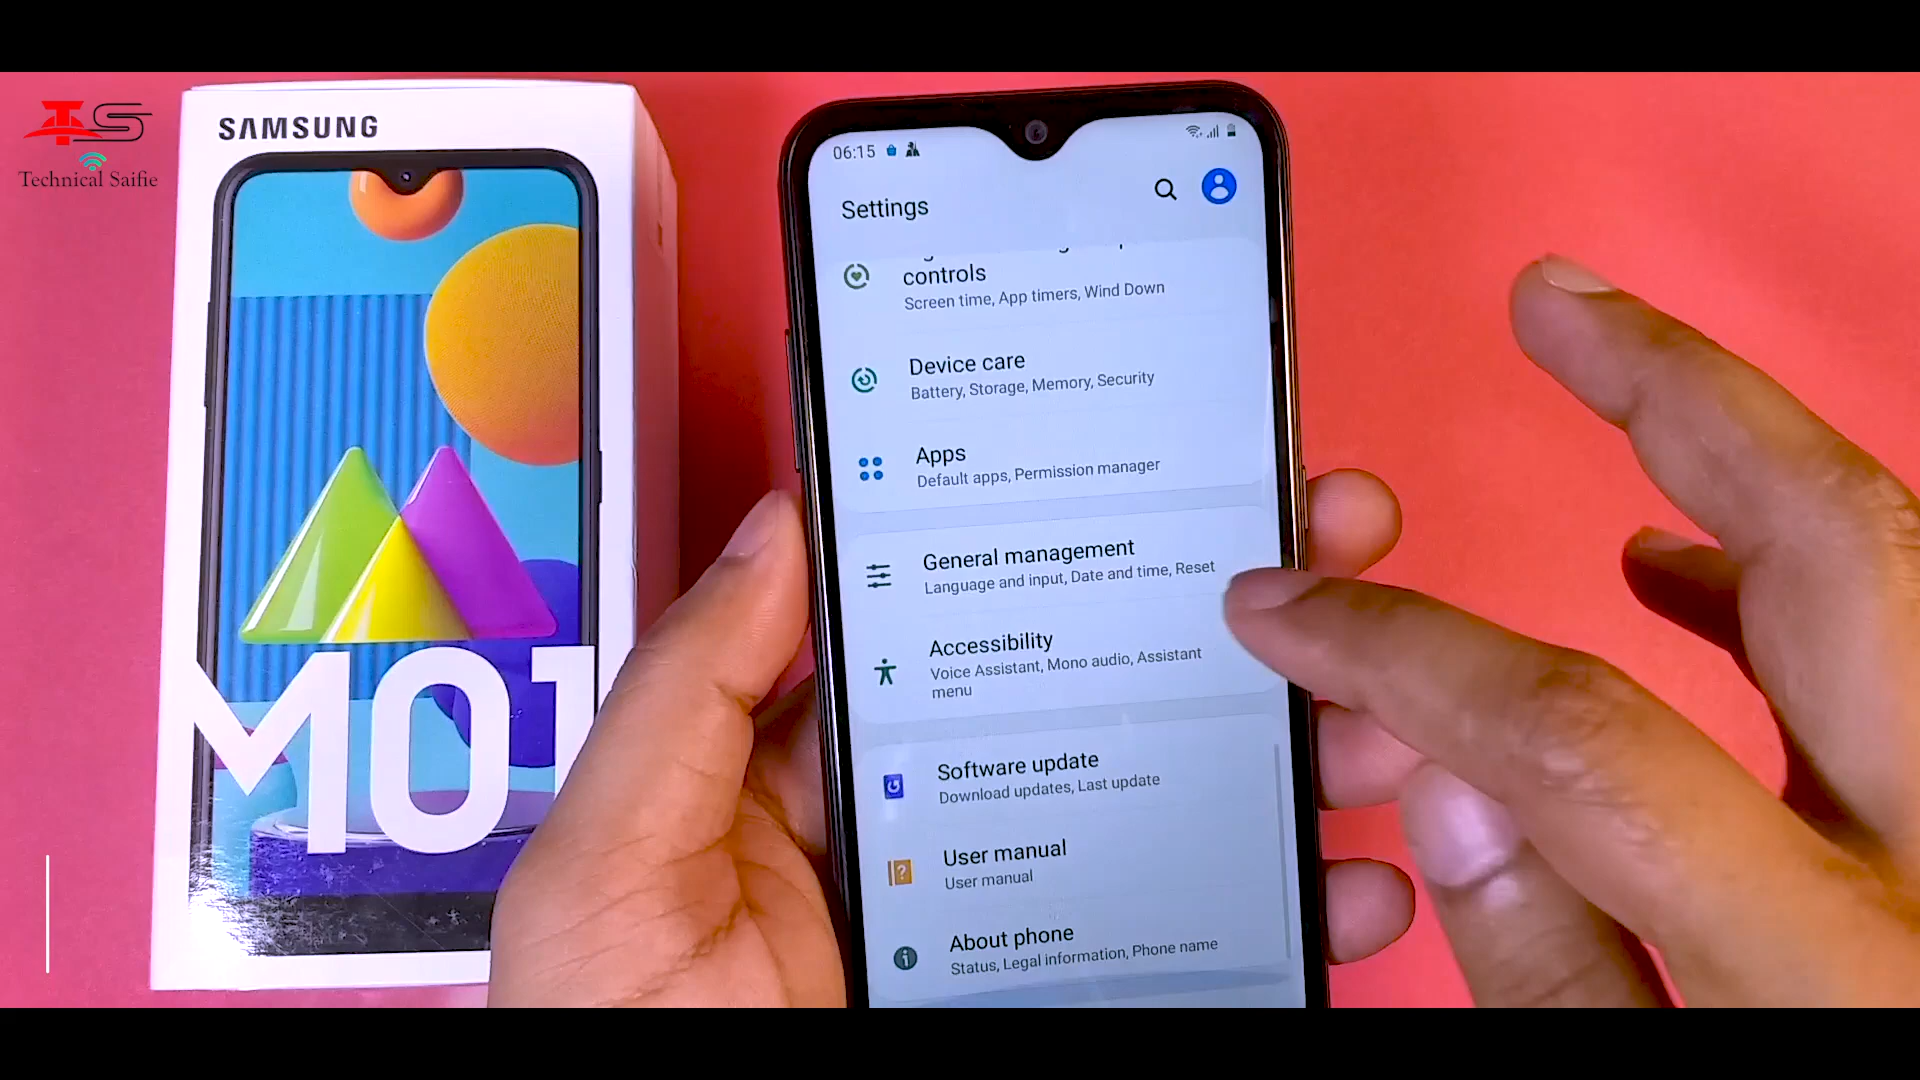 SAMSUNG
TS
Technical Saifie
M01
06:15
Settings
controls
Screen time, App timers, Wind Down
Device care
Battery, Storage, Memory, Security
Apps
Default apps, Permission manager
General management
Language and input, Date and time, Reset
Accessibility
Voice Assistant, Mono audio, Assistant
menu
Software update
Download updates, Last update
User manual
User manual
About phone
Status, Legal information, Phone name